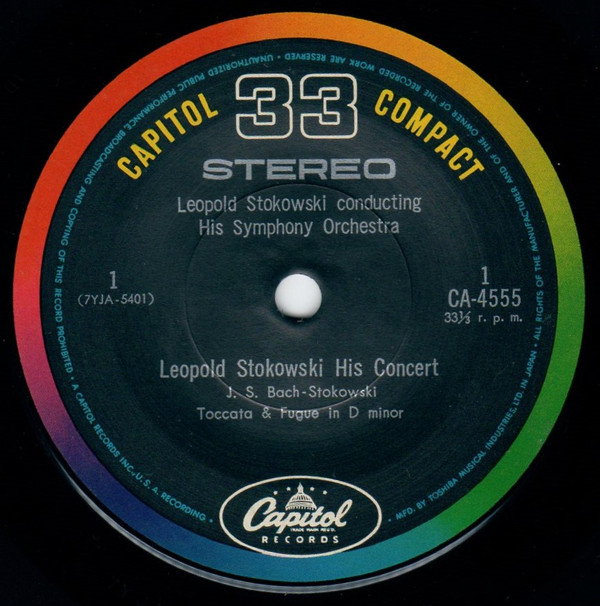 CAPITOL 33 COMPACT
STEREO
Leopold Stokowski conducting
His Symphony Orchestra
1
(7YJA-5401)
1
CA-4555
33⅓ r. p. m.
Leopold Stokowski His Concert
J. S. Bach-Stokowski
Toccata & Fugue in D minor
Capitol
TRADE MARK REG'D.
RECORDS
• MFD. BY TOSHIBA MUSICAL INDUSTRIES, LTD. IN JAPAN • ALL RIGHTS OF THE MANUFACTURER AND OF THE OWNER OF THE RECORDED WORK ARE RESERVED • UNAUTHORIZED PUBLIC PERFORMANCE, BROADCASTING AND COPYING OF THIS RECORD PROHIBITED • A CAPITOL RECORDS INC., U. S. A. RECORDING •